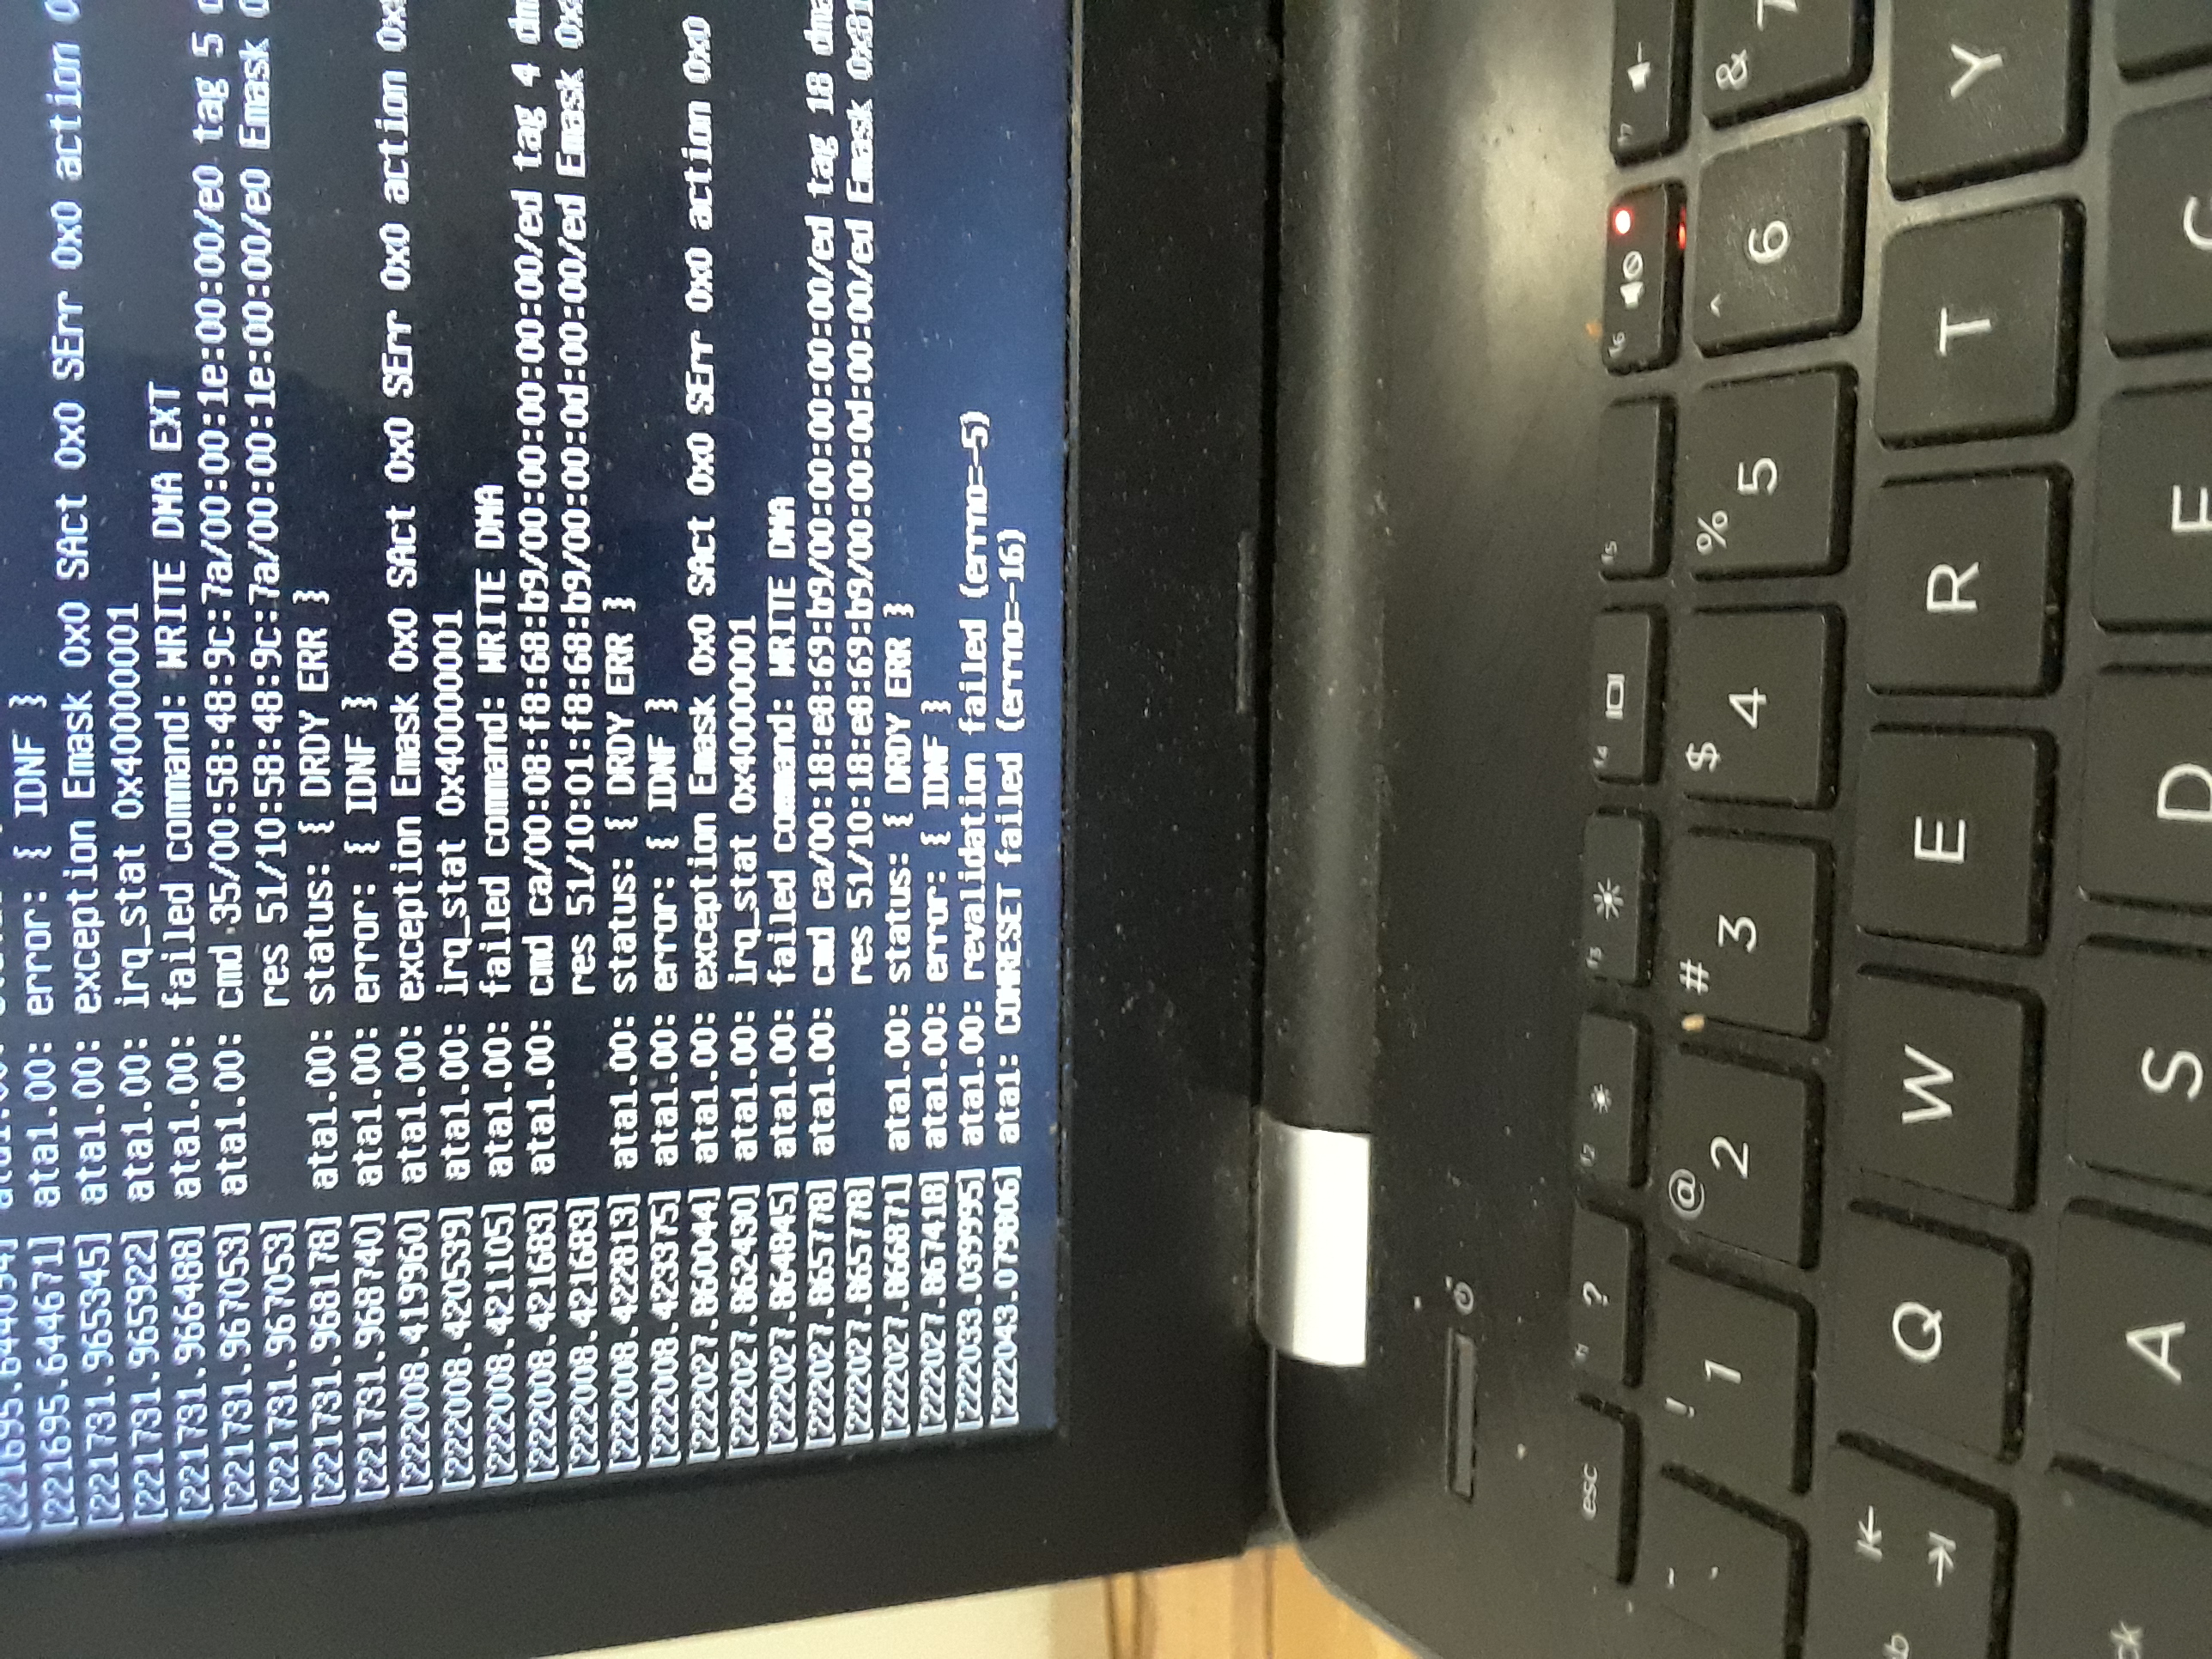 [221695.644671] ata1.00: error: { IDNF }
[221731.965345] ata1.00: exception Emask 0x0 SAct 0x0 SErr 0x0 action
[221731.965922] ata1.00: irq_stat 0x40000001
[221731.966488] ata1.00: failed command: WRITE DMA EXT
[221731.967053] ata1.00: cmd 35/00:58:48:9c:7a/00:00:1e:00:00/e0 tag 5
[221731.967053] res 51/10:58:48:9c:7a/00:00:1e:00:00/e0 Emask
[221731.968178] ata1.00: status: { DRDY ERR }
[221731.968740] ata1.00: error: { IDNF }
[222008.419960] ata1.00: exception Emask 0x0 SAct 0x0 SErr 0x0 action
[222008.420539] ata1.00: irq_stat 0x40000001
[222008.421105] ata1.00: failed command: WRITE DMA
[222008.421683] ata1.00: cmd ca/00:08:f8:68:b9/00:00:00:00:00/ed tag 4
[222008.421683] res 51/10:01:f8:68:b9/00:00:0d:00:00/ed Emask
[222008.422813] ata1.00: status: { DRDY ERR }
[222008.423375] ata1.00: error: { IDNF }
[222027.860044] ata1.00: exception Emask 0x0 SAct 0x0 SErr 0x0 action 0x0
[222027.862430] ata1.00: irq_stat 0x40000001
[222027.864845] ata1.00: failed command: WRITE DMA
[222027.865778] ata1.00: cmd ca/00:18:e8:69:b9/00:00:00:00:00/ed tag 18
[222027.865778] res 51/10:18:e8:69:b9/00:00:0d:00:00/ed Emask 0x81
[222027.866871] ata1.00: status: { DRDY ERR }
[222027.867418] ata1.00: error: { IDNF }
[222033.039995] ata1.00: revalidation failed (errno=-5)
[222043.079806] ata1: COMRESET failed (errno=-16)
esc f1 ? f2 f3 f4 f5 f6 f7
~ ` ! 1 @ 2 # 3 $ 4 % 5 ^ 6 & 7
Q W E R T Y
A S D